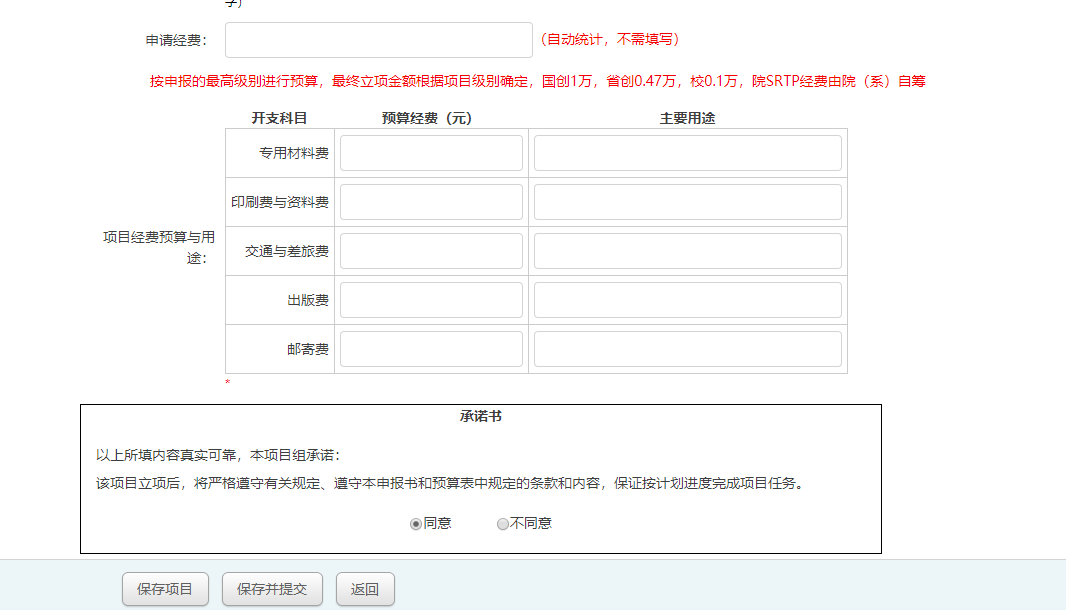 字)
申请经费：
（自动统计，不需填写）
按申报的最高级别进行预算，最终立项金额根据项目级别确定，国创1万，省创0.47万，校0.1万，院SRTP经费由院（系）自筹
开支科目 预算经费（元） 主要用途
专用材料费
印刷费与资料费
项目经费预算与用
途：
交通与差旅费
出版费
邮寄费
*
承诺书
以上所填内容真实可靠，本项目组承诺：
该项目立项后，将严格遵守有关规定、遵守本申报书和预算表中规定的条款和内容，保证按计划进度完成项目任务。
同意 不同意
保存项目 保存并提交 返回